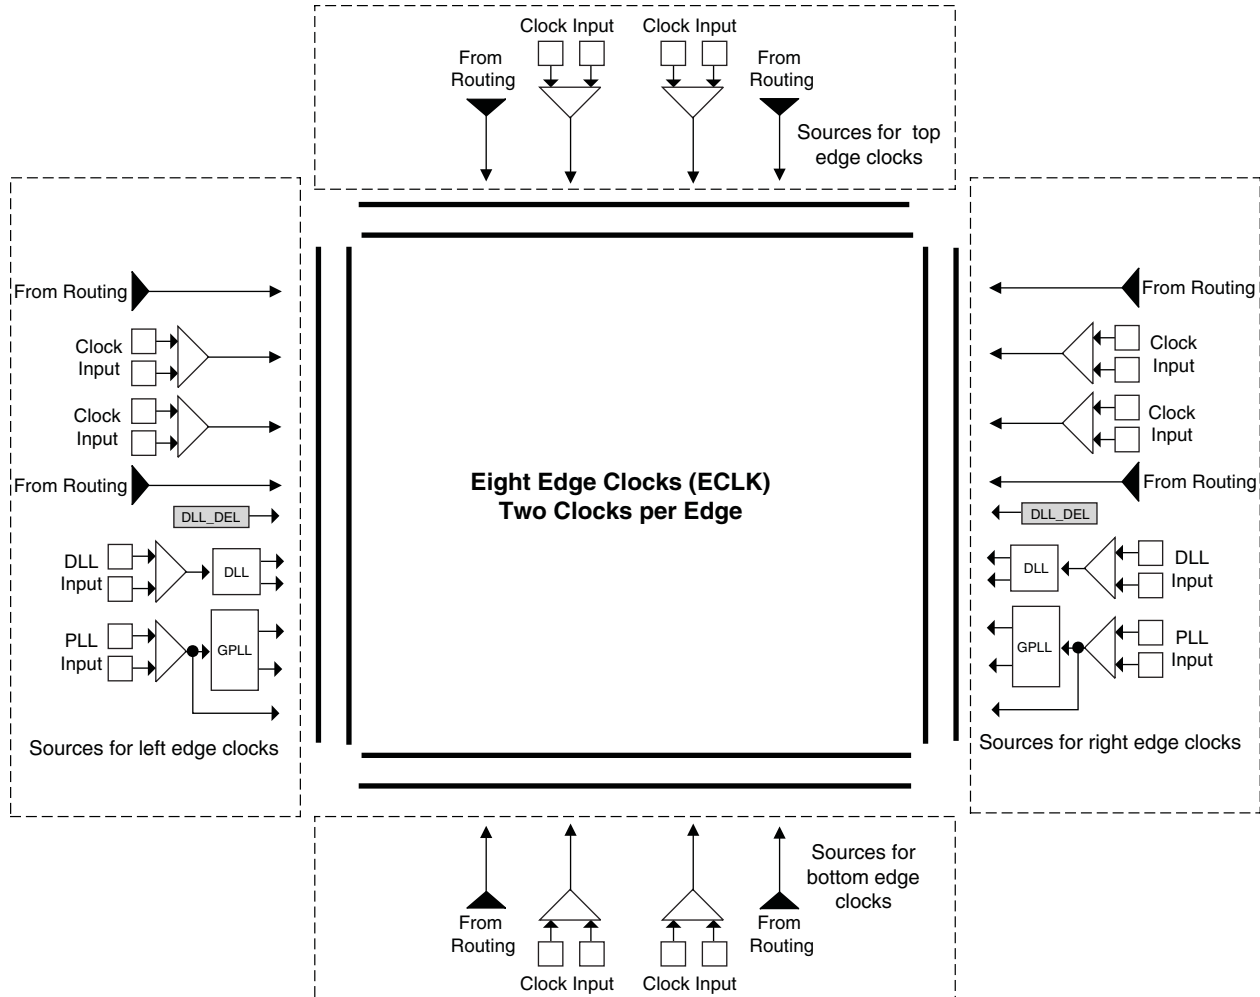 Clock Input
Clock Input
From
Routing
From
Routing
Sources for top
edge clocks
From Routing
Clock
Input
Clock
Input
From Routing
DLL_DEL
DLL
Input
DLL
PLL
Input
GPLL
Sources for left edge clocks
Eight Edge Clocks (ECLK)
Two Clocks per Edge
From Routing
Clock
Input
Clock
Input
From Routing
DLL_DEL
DLL
DLL
Input
GPLL
PLL
Input
Sources for right edge clocks
From
Routing
From
Routing
Sources for
bottom edge
clocks
Clock Input
Clock Input